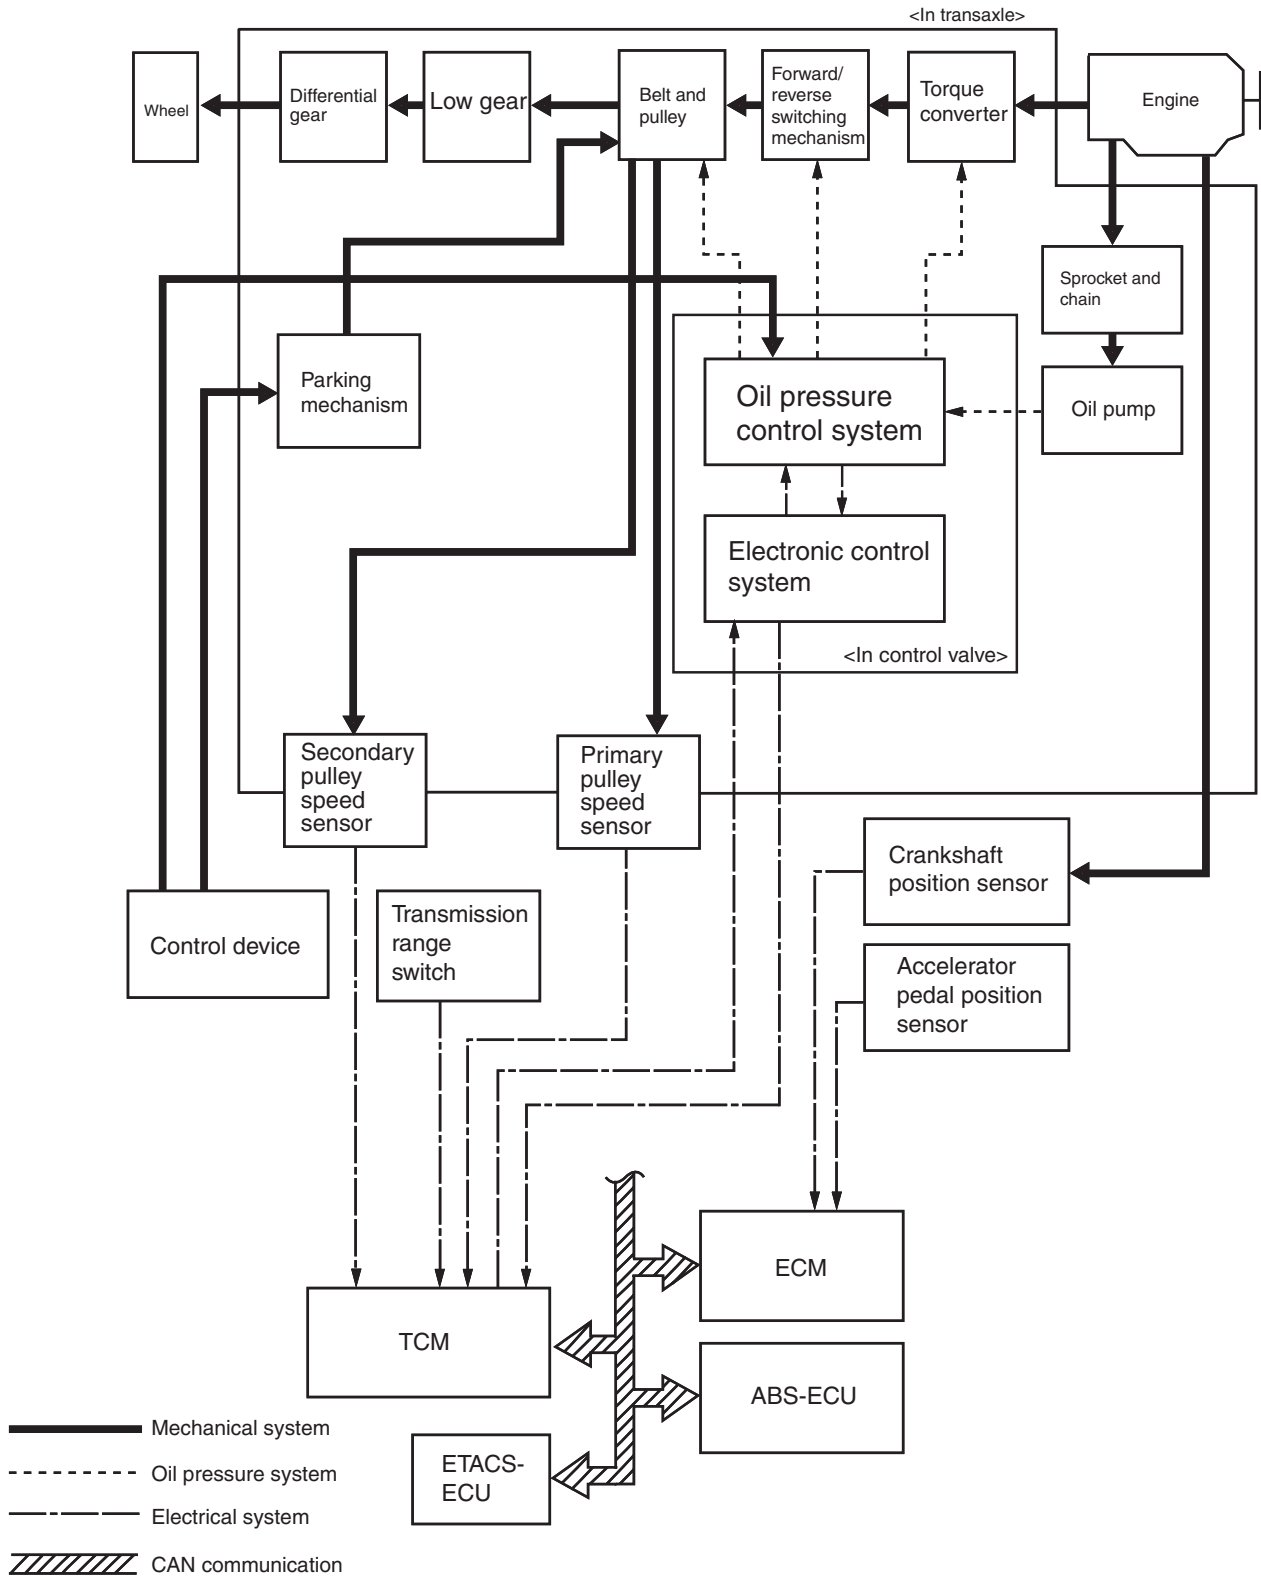 <In transaxle>
Wheel
Differential
gear
Low gear
Belt and
pulley
Forward/
reverse
switching
mechanism
Torque
converter
Engine
Sprocket and
chain
Parking
mechanism
Oil pressure
control system
Oil pump
Electronic control
system
<In control valve>
Secondary
pulley
speed
sensor
Primary
pulley
speed
sensor
Crankshaft
position sensor
Control device
Transmission
range
switch
Accelerator
pedal position
sensor
ECM
TCM
ABS-ECU
ETACS-
ECU
Mechanical system
Oil pressure system
Electrical system
CAN communication